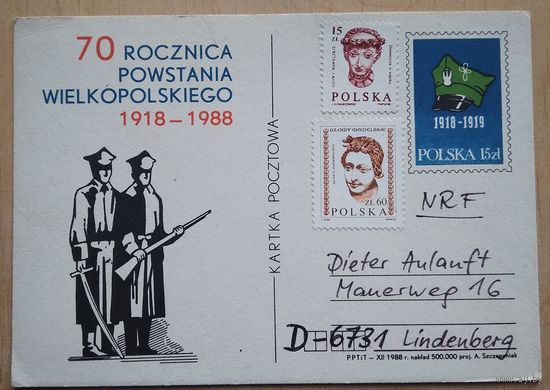 70 ROCZNICA
POWSTANIA
WIELKOPOLSKIEGO
1918 – 1988
KARTKA POCZTOWA
15
ZŁ
POLSKA
GŁOWY WAWELSKIE
ZŁ. 60
POLSKA
1918-1919
POLSKA 15zł
NRF
Dieter Aulauft
Mauerweg 16
D-6731 Lindenberg
PPTiT – XII 1988 r. nakład 500.000 proj. A. Szczepaniak